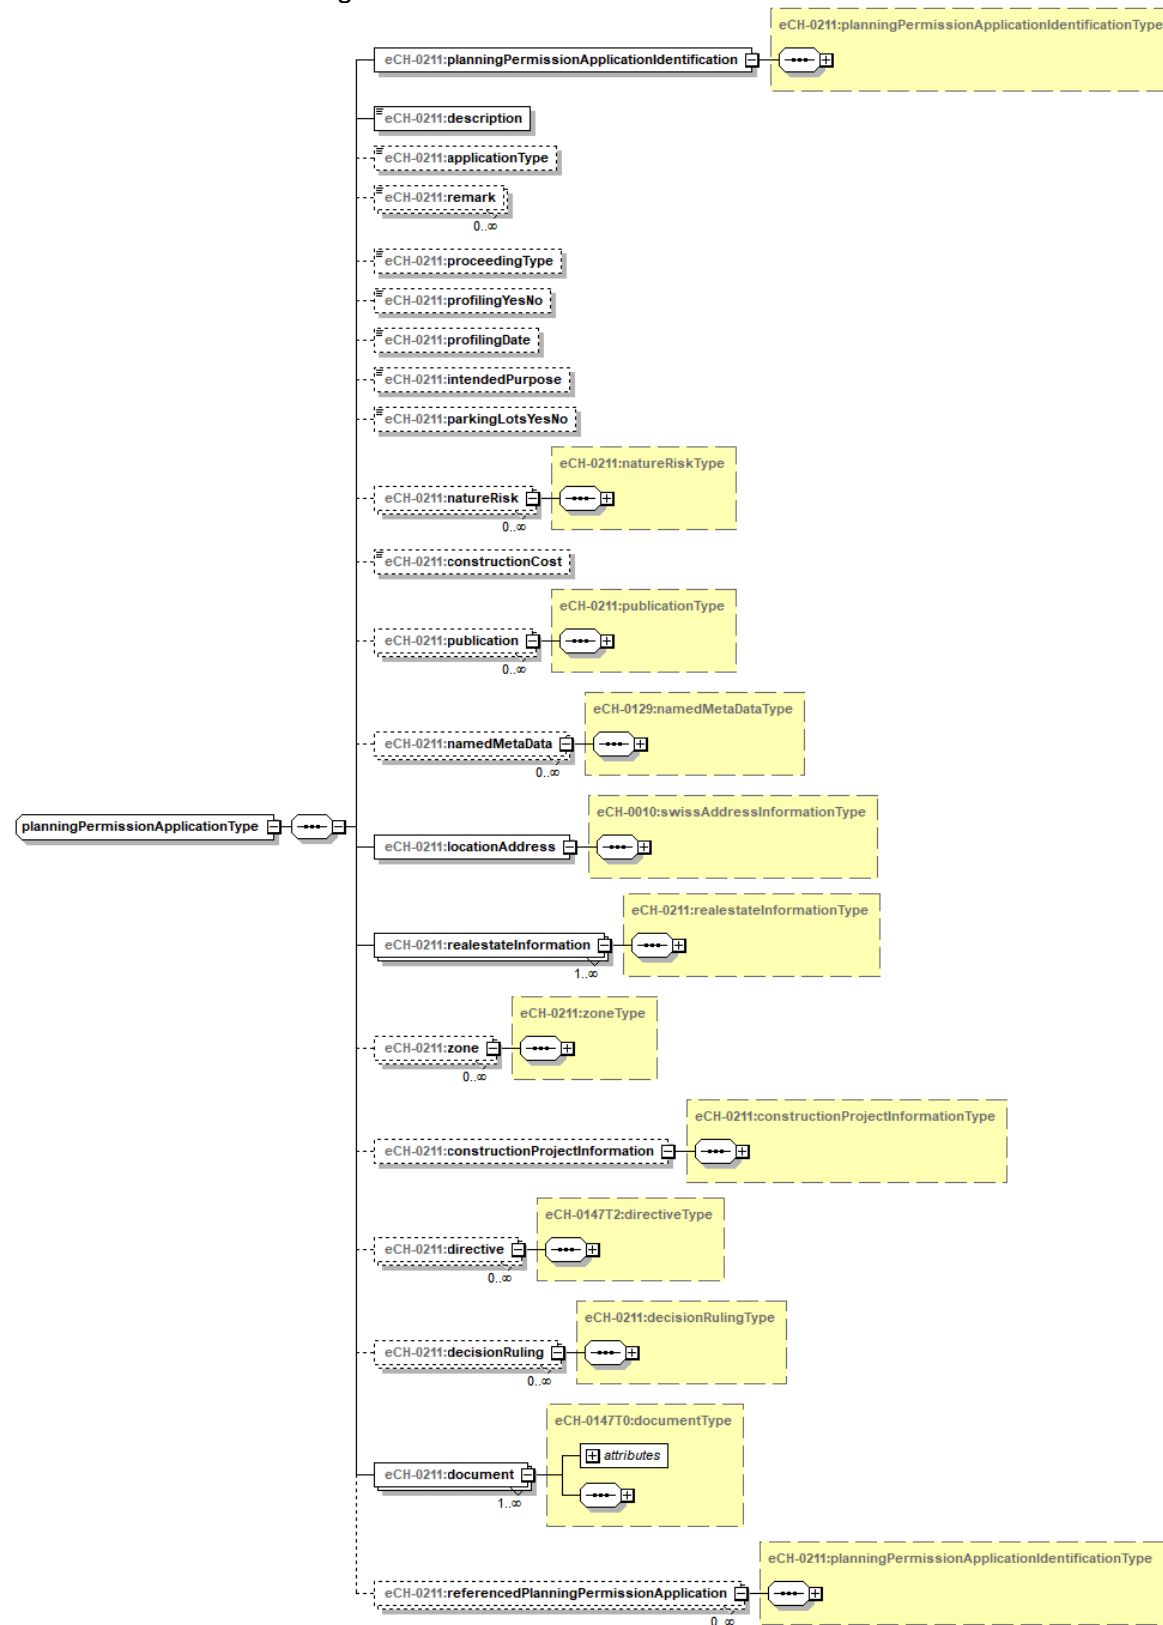 eCH-0211:planningPermissionApplicationIdentificationType
eCH-0211:planningPermissionApplicationIdentification
eCH-0211:description
eCH-0211:applicationType
eCH-0211:remark
0..∞
eCH-0211:proceedingType
eCH-0211:profilingYesNo
eCH-0211:profilingDate
eCH-0211:intendedPurpose
eCH-0211:parkingLotsYesNo
eCH-0211:natureRiskType
eCH-0211:natureRisk
0..∞
eCH-0211:constructionCost
eCH-0211:publicationType
eCH-0211:publication
0..∞
eCH-0129:namedMetaDataType
eCH-0211:namedMetaData
0..∞
eCH-0010:swissAddressInformationType
planningPermissionApplicationType
eCH-0211:locationAddress
eCH-0211:realestateInformationType
eCH-0211:realestateInformation
1..∞
eCH-0211:zoneType
eCH-0211:zone
0..∞
eCH-0211:constructionProjectInformationType
eCH-0211:constructionProjectInformation
eCH-0147T2:directiveType
eCH-0211:directive
0..∞
eCH-0211:decisionRulingType
eCH-0211:decisionRuling
0..∞
eCH-0147T0:documentType
attributes
eCH-0211:document
1..∞
eCH-0211:planningPermissionApplicationIdentificationType
eCH-0211:referencedPlanningPermissionApplication
0..∞